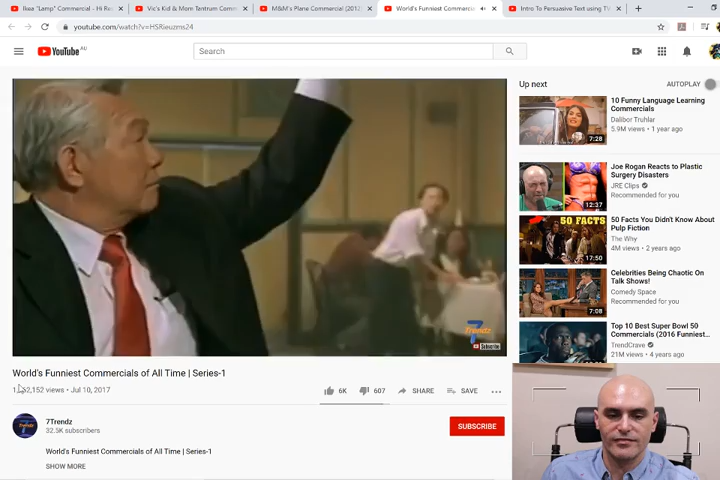 Ikea "Lamp" Commercial - Hi Re
Vic's Kid & Mom Tantrum Comm
M&M's Plane Commercial (2012)
World's Funniest Commercia
Intro To Persuasive Text using TV
youtube.com/watch?v=HSRieuzms24
YouTube AU
Search
Up next
AUTOPLAY
10 Funny Language Learning
Commercials
Dalibor Truhlar
5.9M views • 1 year ago
7:28
Joe Rogan Reacts to Plastic
Surgery Disasters
JRE Clips
Recommended for you
12:37
50 FACTS
50 Facts You Didn't Know About
Pulp Fiction
The Why
4M views • 2 years ago
17:50
Celebrities Being Chaotic On
Talk Shows!
Comedy Space
Recommended for you
7:08
Top 10 Best Super Bowl 50
Commercials (2016 Funniest...
TrendCrave
21M views • 4 years ago
7
Trendz
Subscribe
World's Funniest Commercials of All Time | Series-1
2,152 views • Jul 10, 2017
6K
607
SHARE
SAVE
7Trendz
32.5K subscribers
SUBSCRIBE
World's Funniest Commercials of All Time | Series-1
SHOW MORE